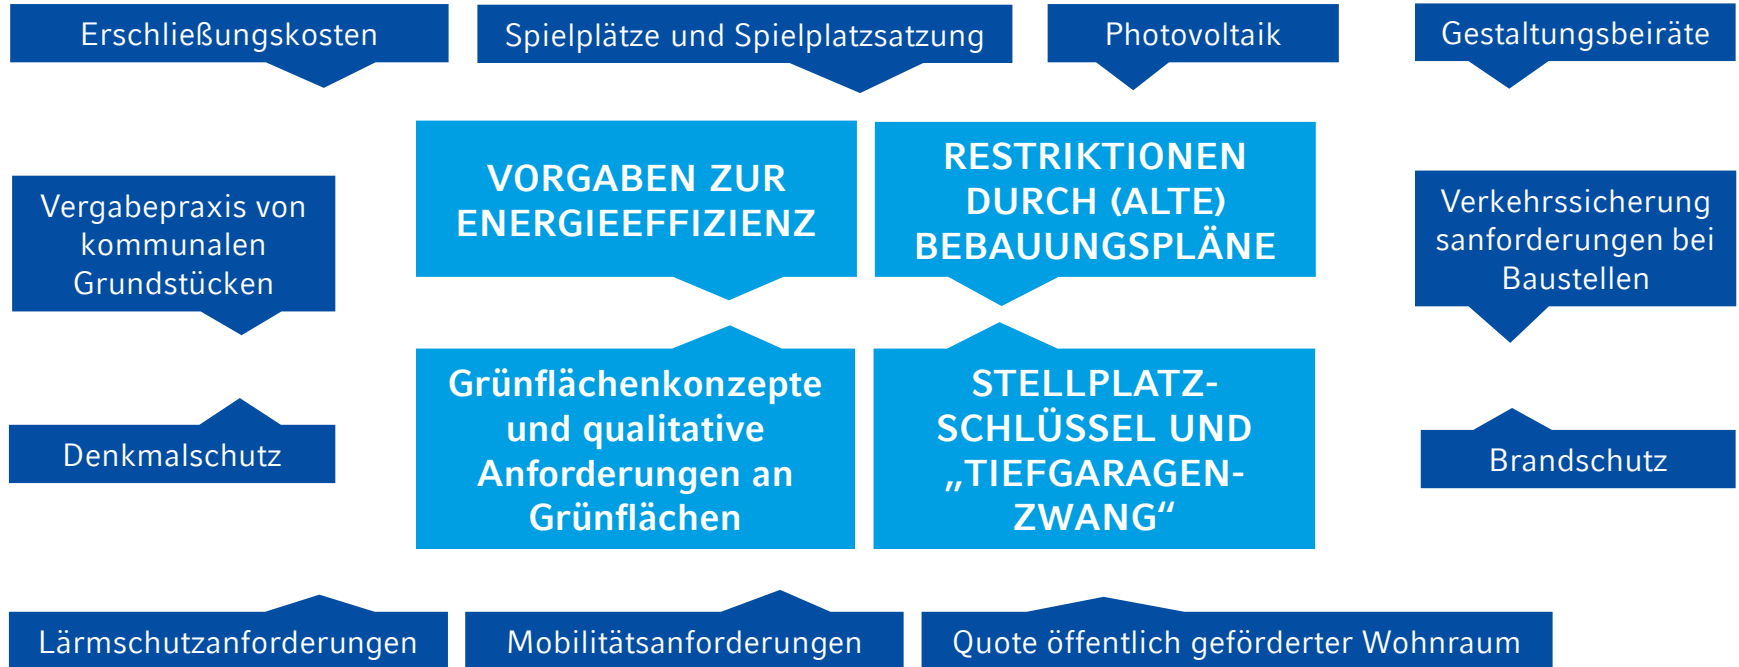 Erschließungskosten
Spielplätze und Spielplatzsatzung
Photovoltaik
Gestaltungsbeiräte
VORGABEN ZUR
ENERGIEEFFIZIENZ
RESTRIKTIONEN
DURCH (ALTE)
BEBAUUNGSPLÄNE
Vergabepraxis von
kommunalen
Grundstücken
Verkehrssicherung
sanforderungen bei
Baustellen
Grünflächenkonzepte
und qualitative
Anforderungen an
Grünflächen
STELLPLATZ-
SCHLÜSSEL UND
„TIEFGARAGEN-
ZWANG“
Denkmalschutz
Brandschutz
Lärmschutzanforderungen
Mobilitätsanforderungen
Quote öffentlich geförderter Wohnraum